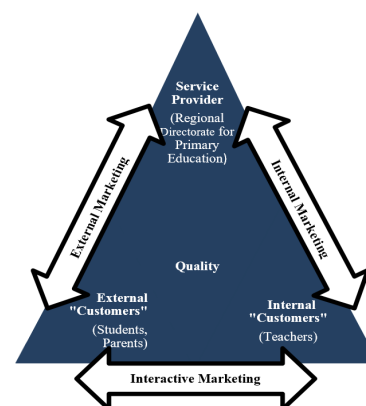 Service
Provider
(Regional
Directorate for
Primary
Education)
External Marketing
Internal Marketing
Quality
External
"Customers"
(Students,
Parents)
Internal
"Customers"
(Teachers)
Interactive Marketing